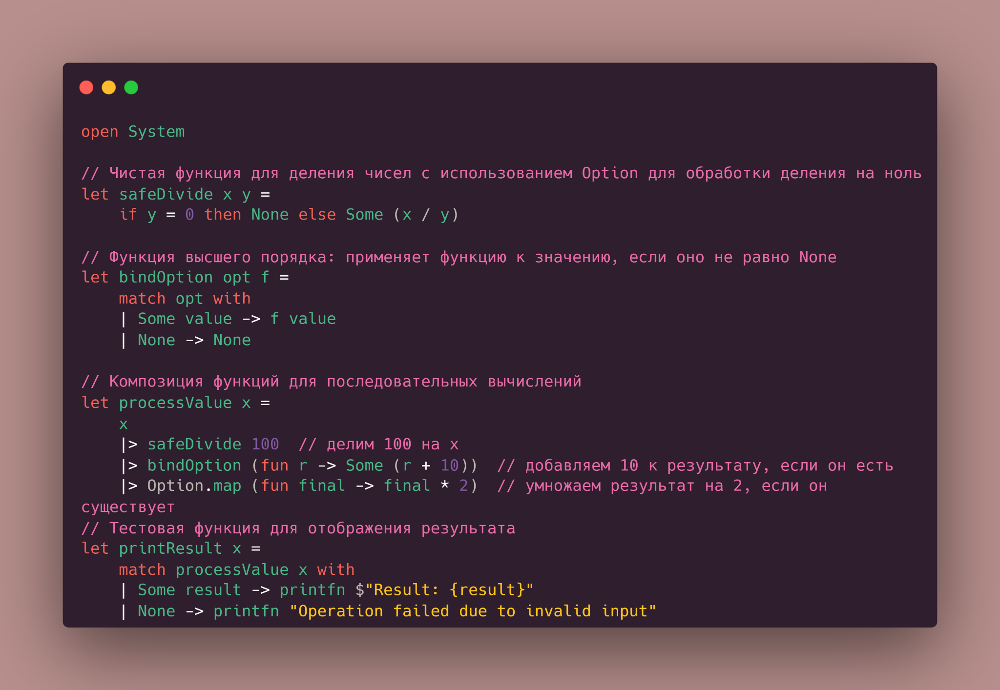 open System
// Чистая функция для деления чисел с использованием Option для обработки деления на ноль
let safeDivide x y =
    if y = 0 then None else Some (x / y)
// Функция высшего порядка: применяет функцию к значению, если оно не равно None
let bindOption opt f =
    match opt with
    | Some value -> f value
    | None -> None
// Композиция функций для последовательных вычислений
let processValue x =
    x
    |> safeDivide 100  // делим 100 на x
    |> bindOption (fun r -> Some (r + 10))  // добавляем 10 к результату, если он есть
    |> Option.map (fun final -> final * 2)  // умножаем результат на 2, если он
существует
// Тестовая функция для отображения результата
let printResult x =
    match processValue x with
    | Some result -> printfn $"Result: {result}"
    | None -> printfn "Operation failed due to invalid input"